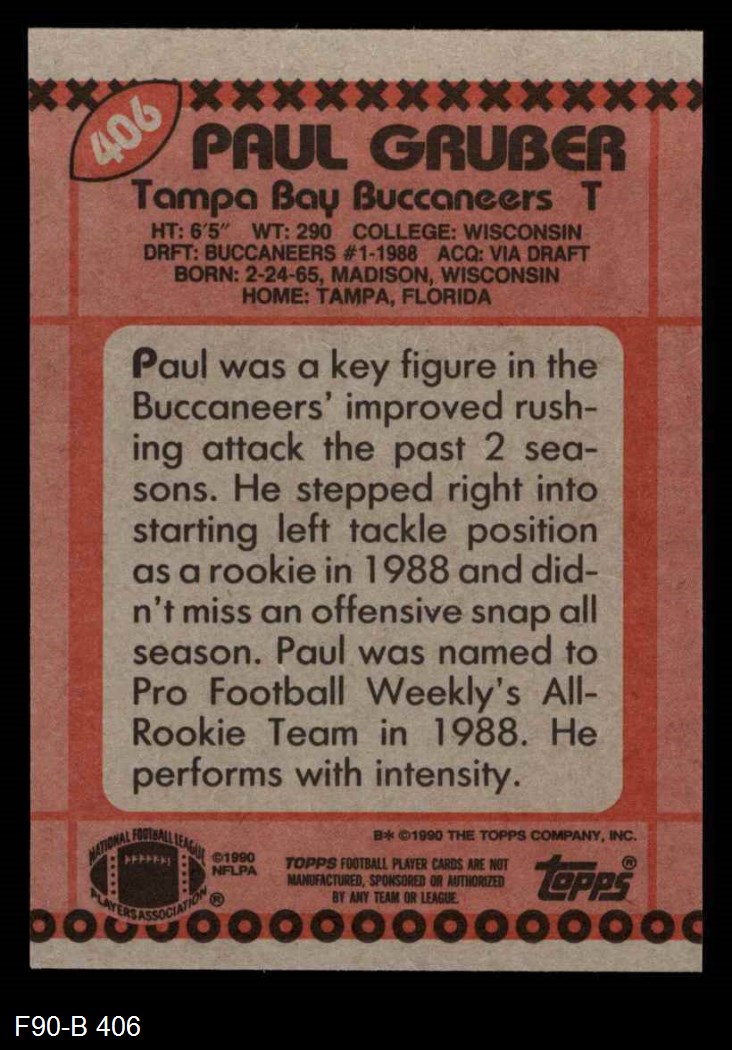 406
PAUL GRUBER
Tampa Bay Buccaneers T
HT: 6'5" WT: 290 COLLEGE: WISCONSIN
DRFT: BUCCANEERS #1-1988 ACQ: VIA DRAFT
BORN: 2-24-65, MADISON, WISCONSIN
HOME: TAMPA, FLORIDA
Paul was a key figure in the
Buccaneers' improved rush-
ing attack the past 2 sea-
sons. He stepped right into
starting left tackle position
as a rookie in 1988 and did-
n't miss an offensive snap all
season. Paul was named to
Pro Football Weekly's All-
Rookie Team in 1988. He
performs with intensity.
B* ©1990 THE TOPPS COMPANY, INC.
NATIONAL FOOTBALL LEAGUE
PLAYERS ASSOCIATION ®
©1990
NFLPA
TOPPS FOOTBALL PLAYER CARDS ARE NOT
MANUFACTURED, SPONSORED OR AUTHORIZED
BY ANY TEAM OR LEAGUE.
topps®
F90-B 406